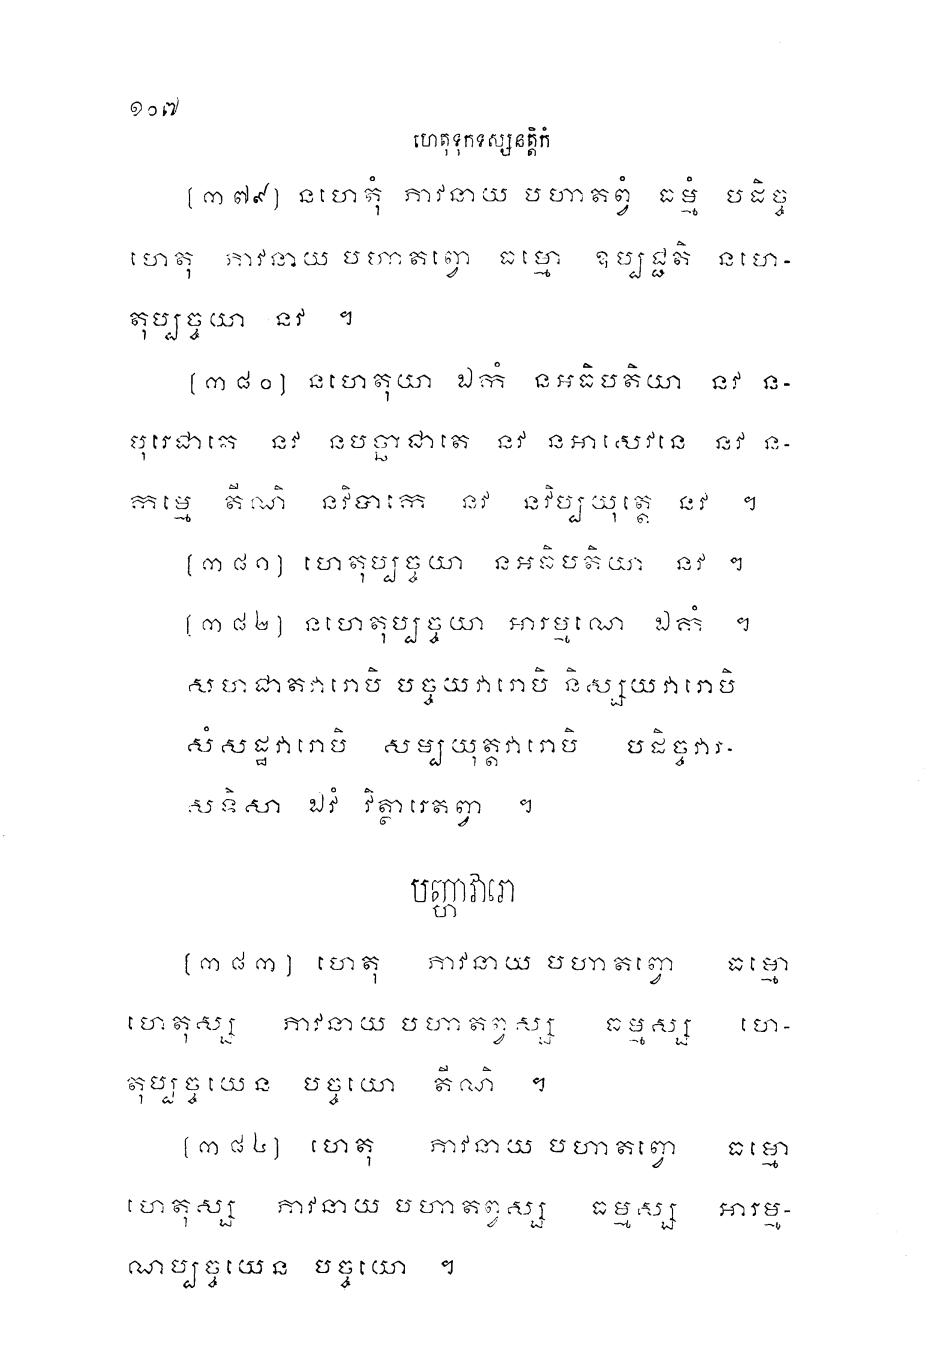 ១០៧
ហេតុទុកទស្សនត្តិកំ
[៣៧៩] នហេតុំ ភាវនាយ បហាតព្វំ ធម្មំ បដិច្ច
ហេតុ ភាវនាយ បហាតព្វោ ធម្មោ ឧប្បជ្ជតិ នហេ-
តុប្បច្ចយា នវ ។
[៣៨០] នហេតុយា ឯកំ នអធិបតិយា នវ ន-
បុរេជាតេ នវ នបច្ឆាជាតេ នវ នអាសេវនេ នវ ន-
កម្មេ តីណិ នវិបាកេ នវ នវិប្បយុត្តេ នវ ។
[៣៨១] ហេតុប្បច្ចយា នអធិបតិយា នវ ។
[៣៨២] នហេតុប្បច្ចយា អារម្មណេ ឯកំ ។
សហជាតវារោបិ បច្ចយវារោបិ និស្សយវារោបិ
សំសដ្ឋវារោបិ សម្បយុត្តវារោបិ បដិច្ចវារ-
សទិសា ឯវំ វិត្ថារេតព្វា ។
បញ្ហាវារោ
[៣៨៣] ហេតុ ភាវនាយ បហាតព្វោ ធម្មោ
ហេតុស្ស ភាវនាយ បហាតព្វស្ស ធម្មស្ស ហេ-
តុប្បច្ចយេន បច្ចយោ តីណិ ។
[៣៨៤] ហេតុ ភាវនាយ បហាតព្វោ ធម្មោ
ហេតុស្ស ភាវនាយ បហាតព្វស្ស ធម្មស្ស អារម្ម-
ណប្បច្ចយេន បច្ចយោ ។